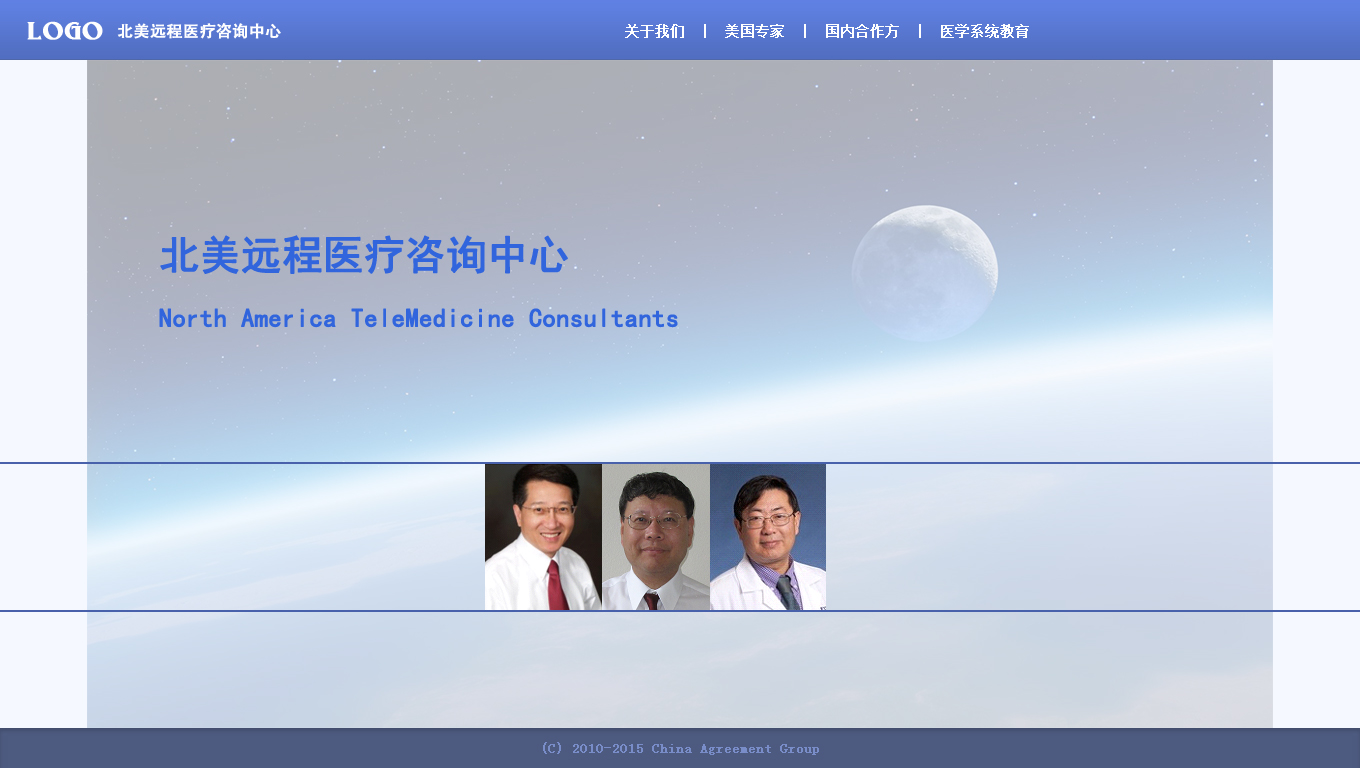 LOGO 北美远程医疗咨询中心
关于我们 | 美国专家 | 国内合作方 | 医学系统教育
北美远程医疗咨询中心
North America TeleMedicine Consultants
(C) 2010-2015 China Agreement Group